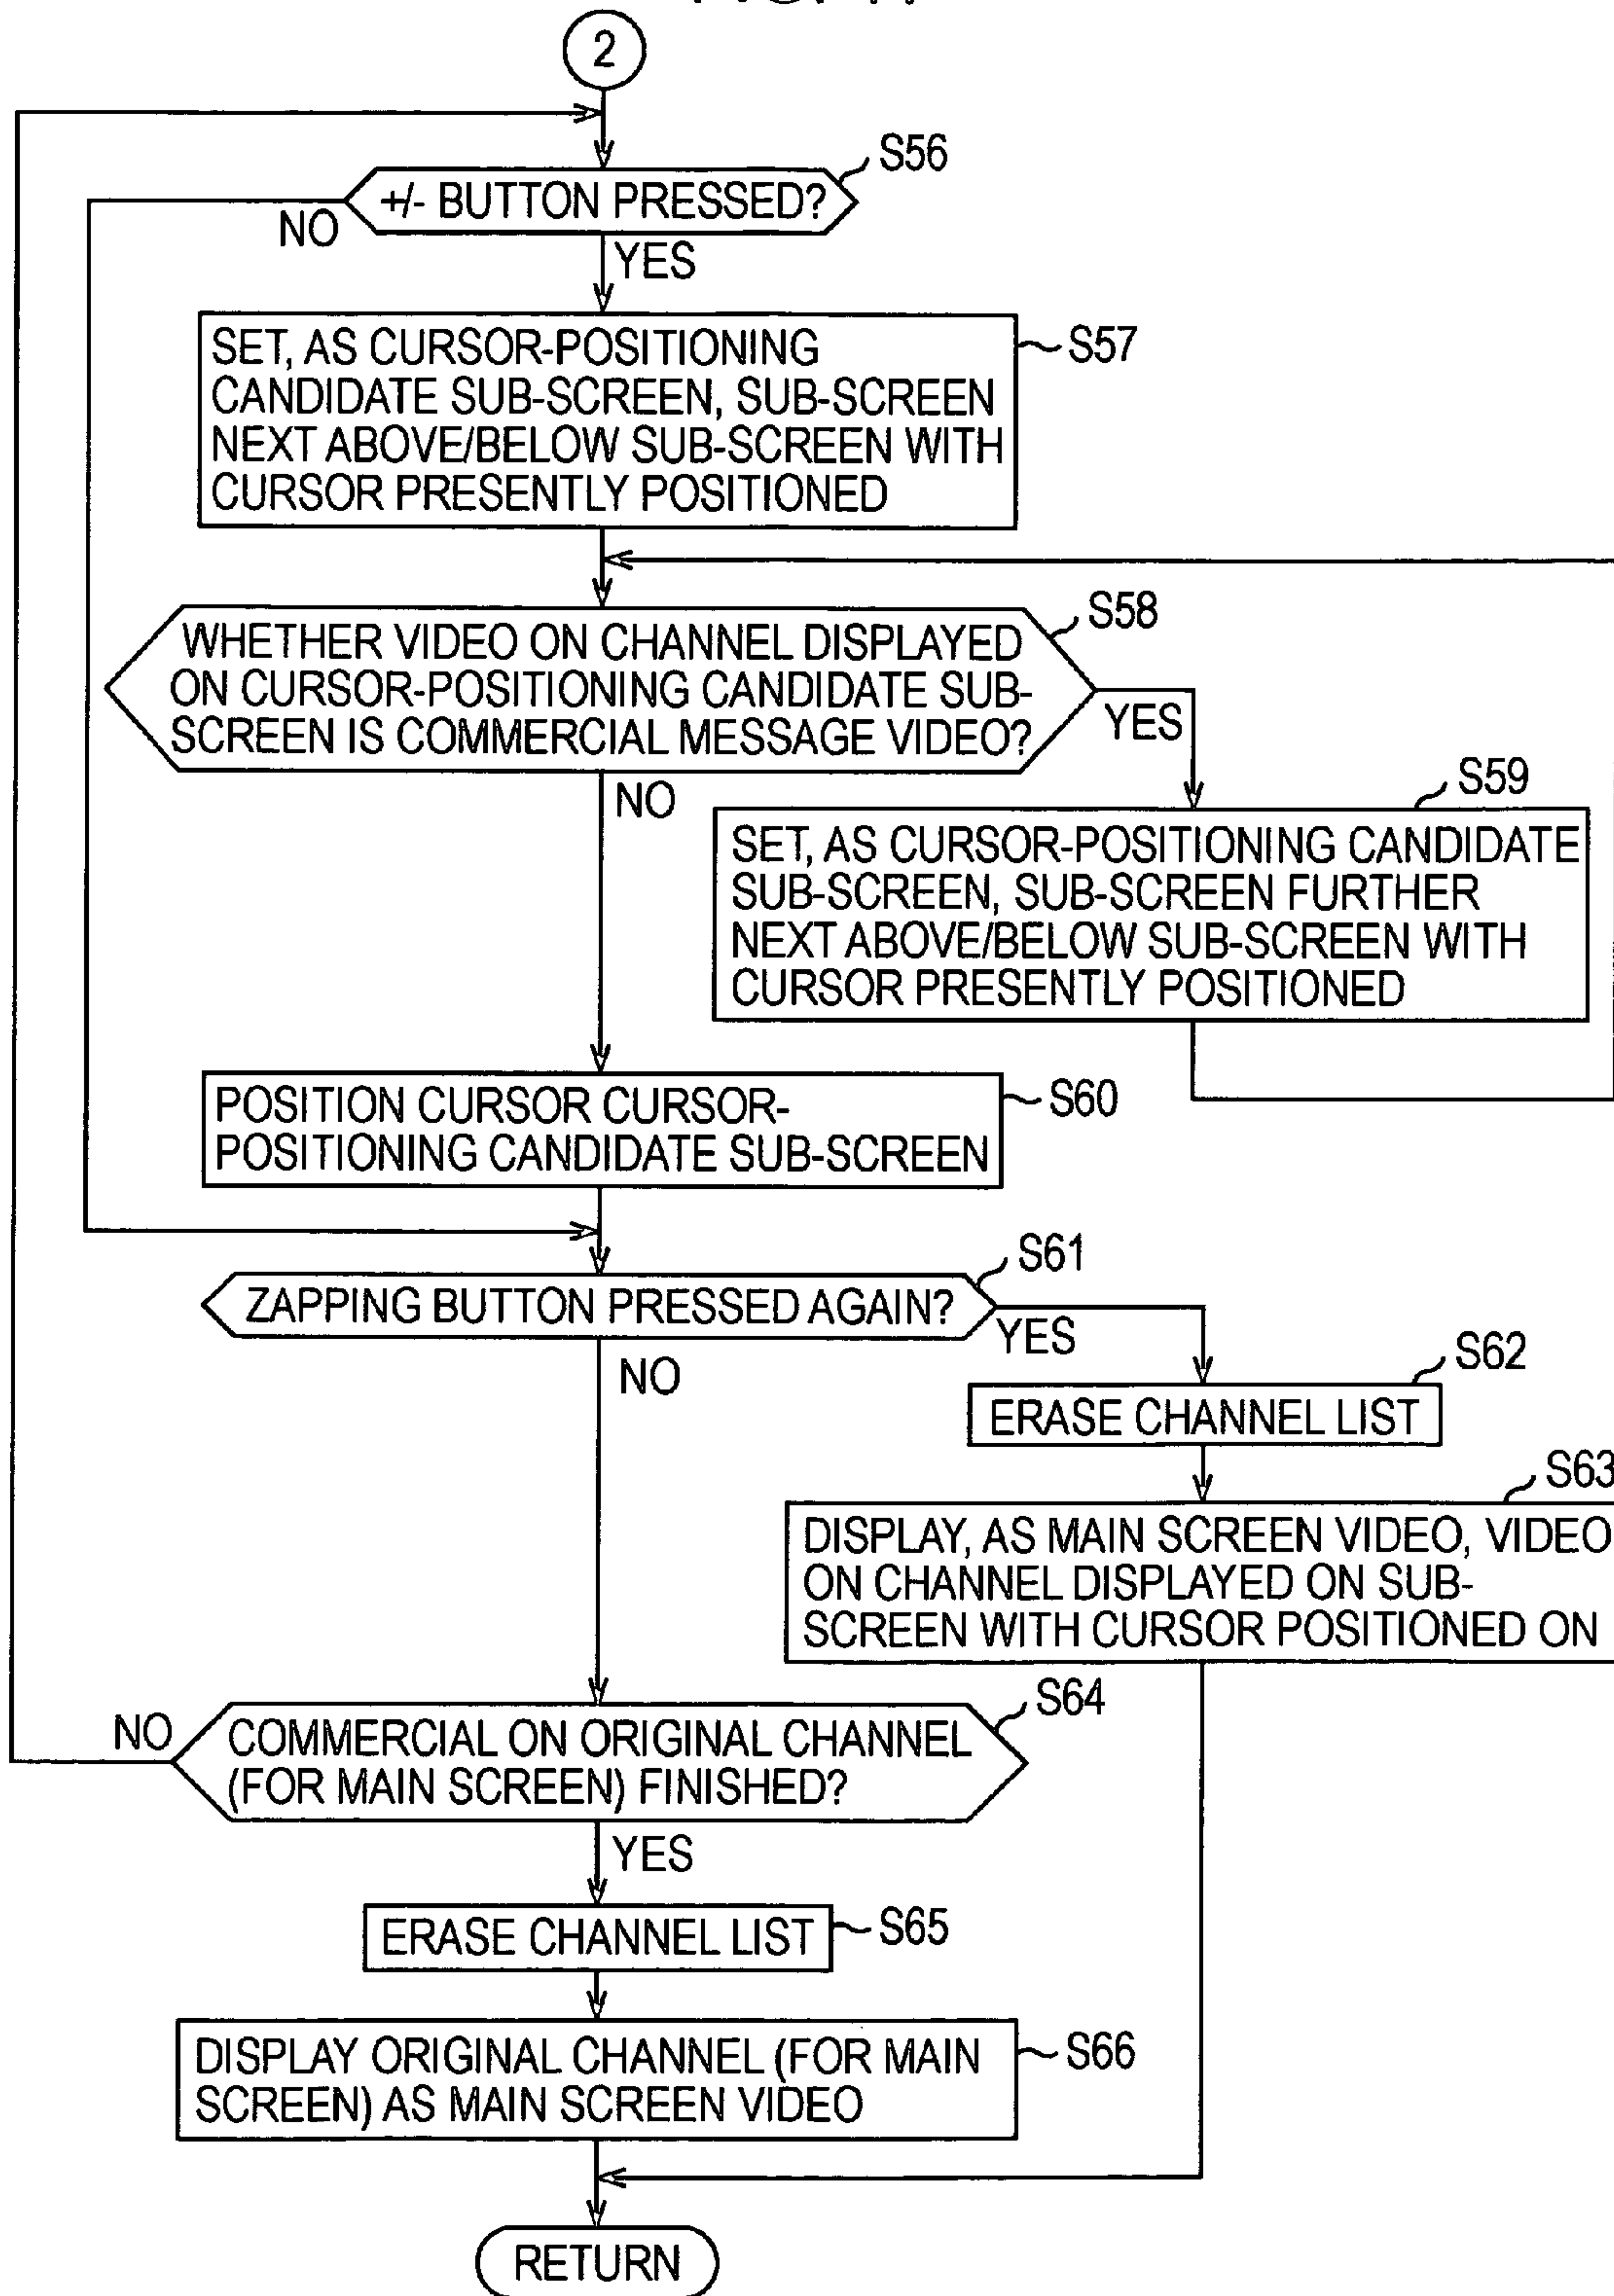 2
S56
+/- BUTTON PRESSED?
NO
YES
S57
SET, AS CURSOR-POSITIONING
CANDIDATE SUB-SCREEN, SUB-SCREEN
NEXT ABOVE/BELOW SUB-SCREEN WITH
CURSOR PRESENTLY POSITIONED
S58
WHETHER VIDEO ON CHANNEL DISPLAYED
ON CURSOR-POSITIONING CANDIDATE SUB-
SCREEN IS COMMERCIAL MESSAGE VIDEO?
YES
NO
S59
SET, AS CURSOR-POSITIONING CANDIDATE
SUB-SCREEN, SUB-SCREEN FURTHER
NEXT ABOVE/BELOW SUB-SCREEN WITH
CURSOR PRESENTLY POSITIONED
S60
POSITION CURSOR CURSOR-
POSITIONING CANDIDATE SUB-SCREEN
S61
ZAPPING BUTTON PRESSED AGAIN?
YES
NO
S62
ERASE CHANNEL LIST
S63
DISPLAY, AS MAIN SCREEN VIDEO, VIDEO
ON CHANNEL DISPLAYED ON SUB-
SCREEN WITH CURSOR POSITIONED ON
S64
NO
COMMERCIAL ON ORIGINAL CHANNEL
(FOR MAIN SCREEN) FINISHED?
YES
ERASE CHANNEL LIST
S65
DISPLAY ORIGINAL CHANNEL (FOR MAIN
SCREEN) AS MAIN SCREEN VIDEO
S66
RETURN